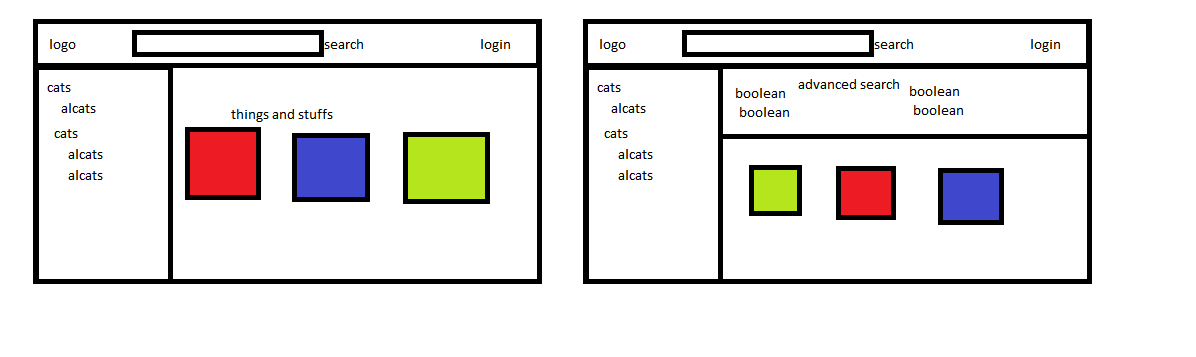 logo search login
cats
alcats
cats
alcats
alcats
things and stuffs
logo search login
cats
alcats
cats
alcats
alcats
advanced search
boolean boolean
boolean boolean